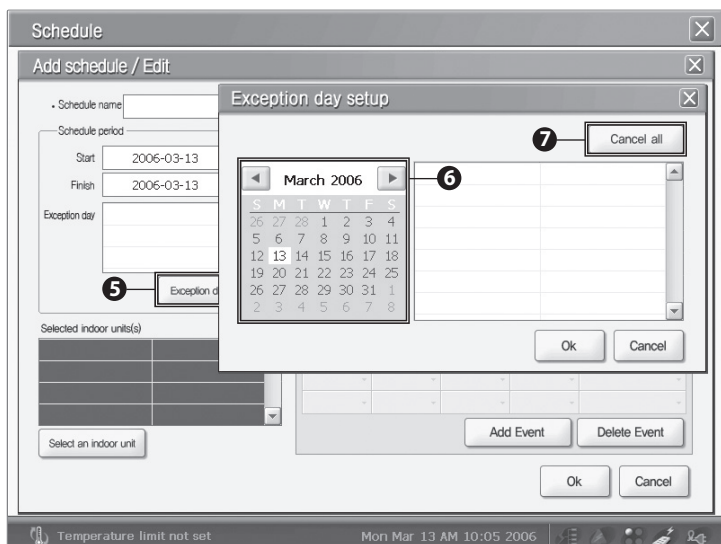 Schedule
Add schedule / Edit
• Schedule name
Schedule period
Start 2006-03-13
Finish 2006-03-13
Exception day
5
Exception d
Selected indoor units(s)
Select an indoor unit
Exception day setup
7
Cancel all
March 2006
6
S M T W T F S
26 27 28 1 2 3 4
5 6 7 8 9 10 11
12 13 14 15 16 17 18
19 20 21 22 23 24 25
26 27 28 29 30 31 1
2 3 4 5 6 7 8
Ok Cancel
Add Event Delete Event
Ok Cancel
Temperature limit not set Mon Mar 13 AM 10:05 2006